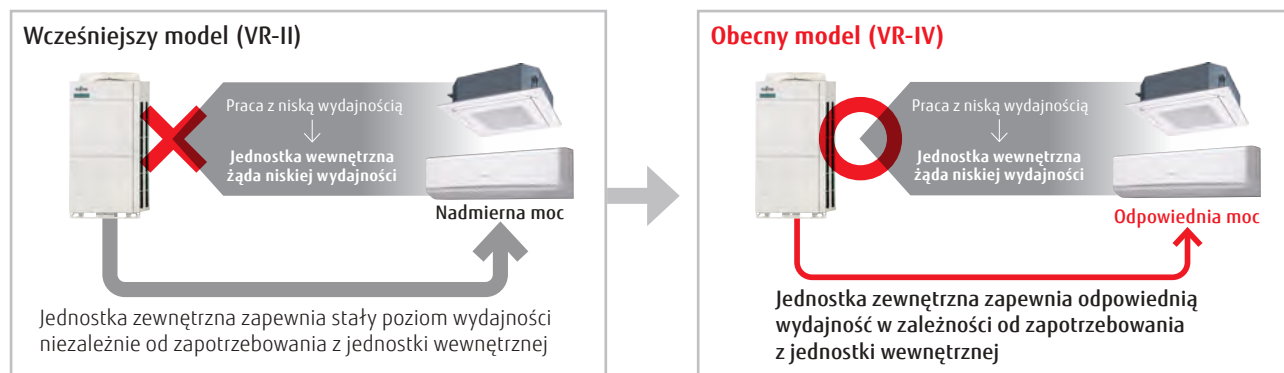 Wcześniejszy model (VR-II)
Praca z niską wydajnością
↓
Jednostka wewnętrzna
żąda niskiej wydajności
Nadmierna moc
Jednostka zewnętrzna zapewnia stały poziom wydajności
niezależnie od zapotrzebowania z jednostki wewnętrznej
Obecny model (VR-IV)
Praca z niską wydajnością
↓
Jednostka wewnętrzna
żąda niskiej wydajności
Odpowiednia moc
Jednostka zewnętrzna zapewnia odpowiednią
wydajność w zależności od zapotrzebowania
z jednostki wewnętrznej